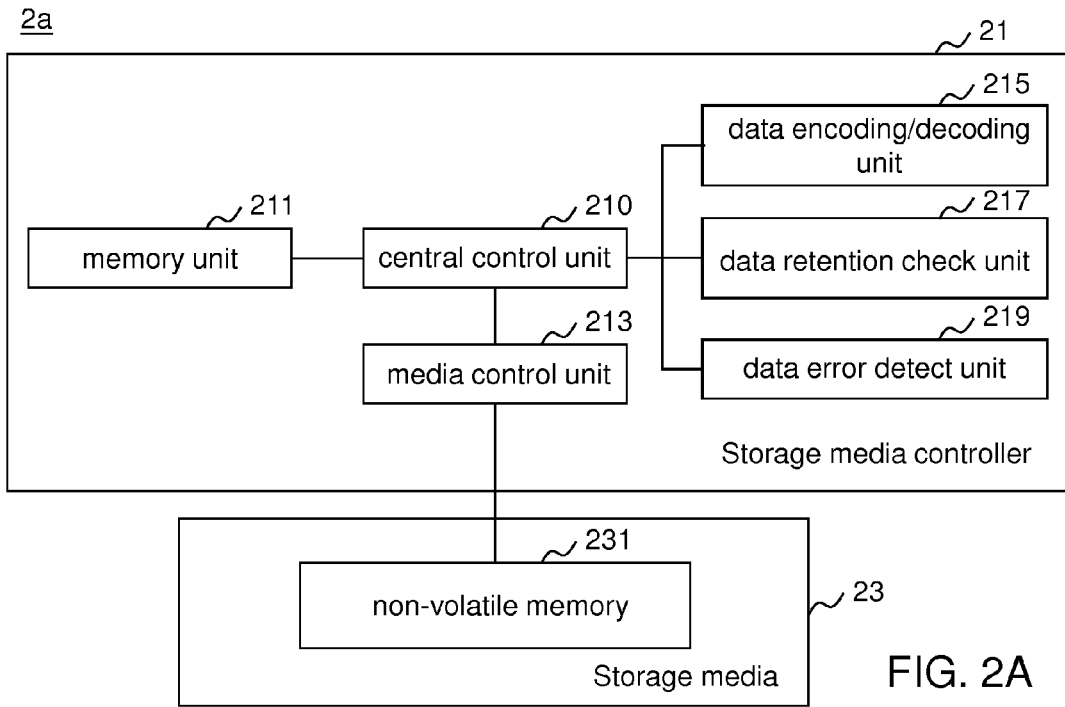 2a
21
215
data encoding/decoding
unit
211
210
217
memory unit
central control unit
data retention check unit
213
219
media control unit
data error detect unit
Storage media controller
231
non-volatile memory
23
Storage media
FIG. 2A